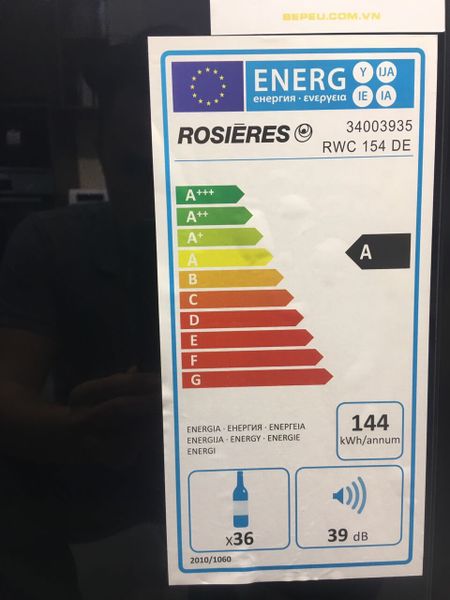 BEPEU.COM.VN
ENERG Y IJA
енергия · ενεργεια IE IA
ROSIÈRES 34003935
RWC 154 DE
A+++
A++
A+
A
A
B
C
D
E
F
G
ENERGIA · ЕНЕРГИЯ · ΕΝΕΡΓΕΙΑ
ENERGIJA · ENERGY · ENERGIE
ENERGI
144
kWh/annum
X36
39 dB
2010/1060